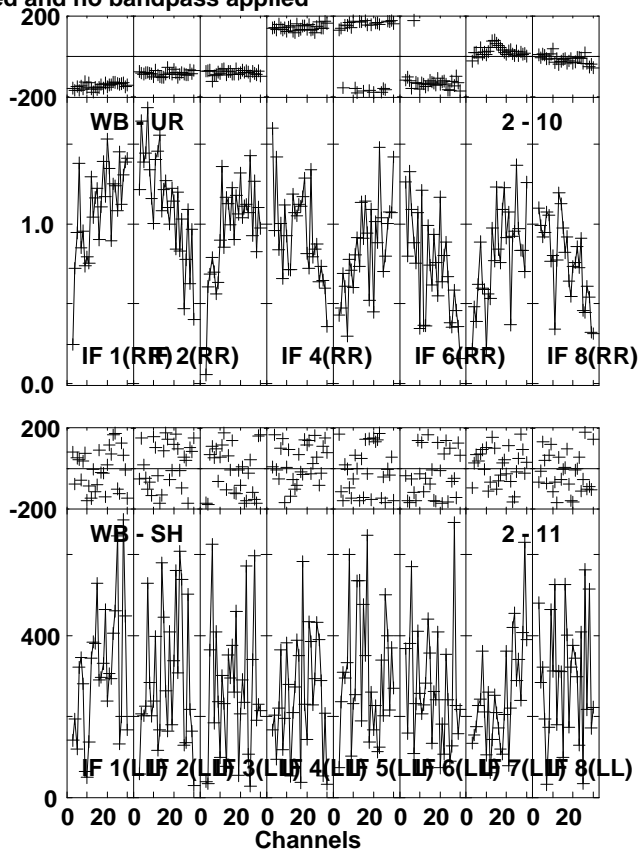 ed and no bandpass applied
200
-200
WB - UR 2 - 10
1.0
IF 1(RR) IF 2(RR) IF 4(RR) IF 6(RR) IF 8(RR)
0.0
200
-200
WB - SH 2 - 11
400
IF 1(LL) IF 2(LL) IF 3(LL) IF 4(LL) IF 5(LL) IF 6(LL) IF 7(LL) IF 8(LL)
0
0 20 0 20 0 20 0 20 0 20 0 20 0 20 0 20
Channels